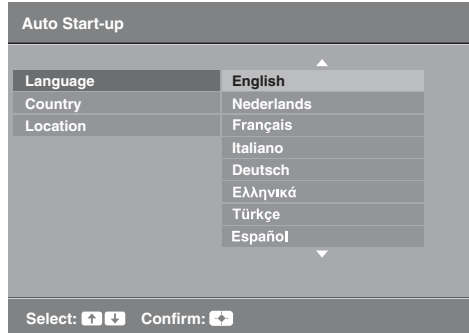 Auto Start-up
Language
Country
Location
English
Nederlands
Français
Italiano
Deutsch
Ελληνικά
Türkçe
Español
Select: Confirm: